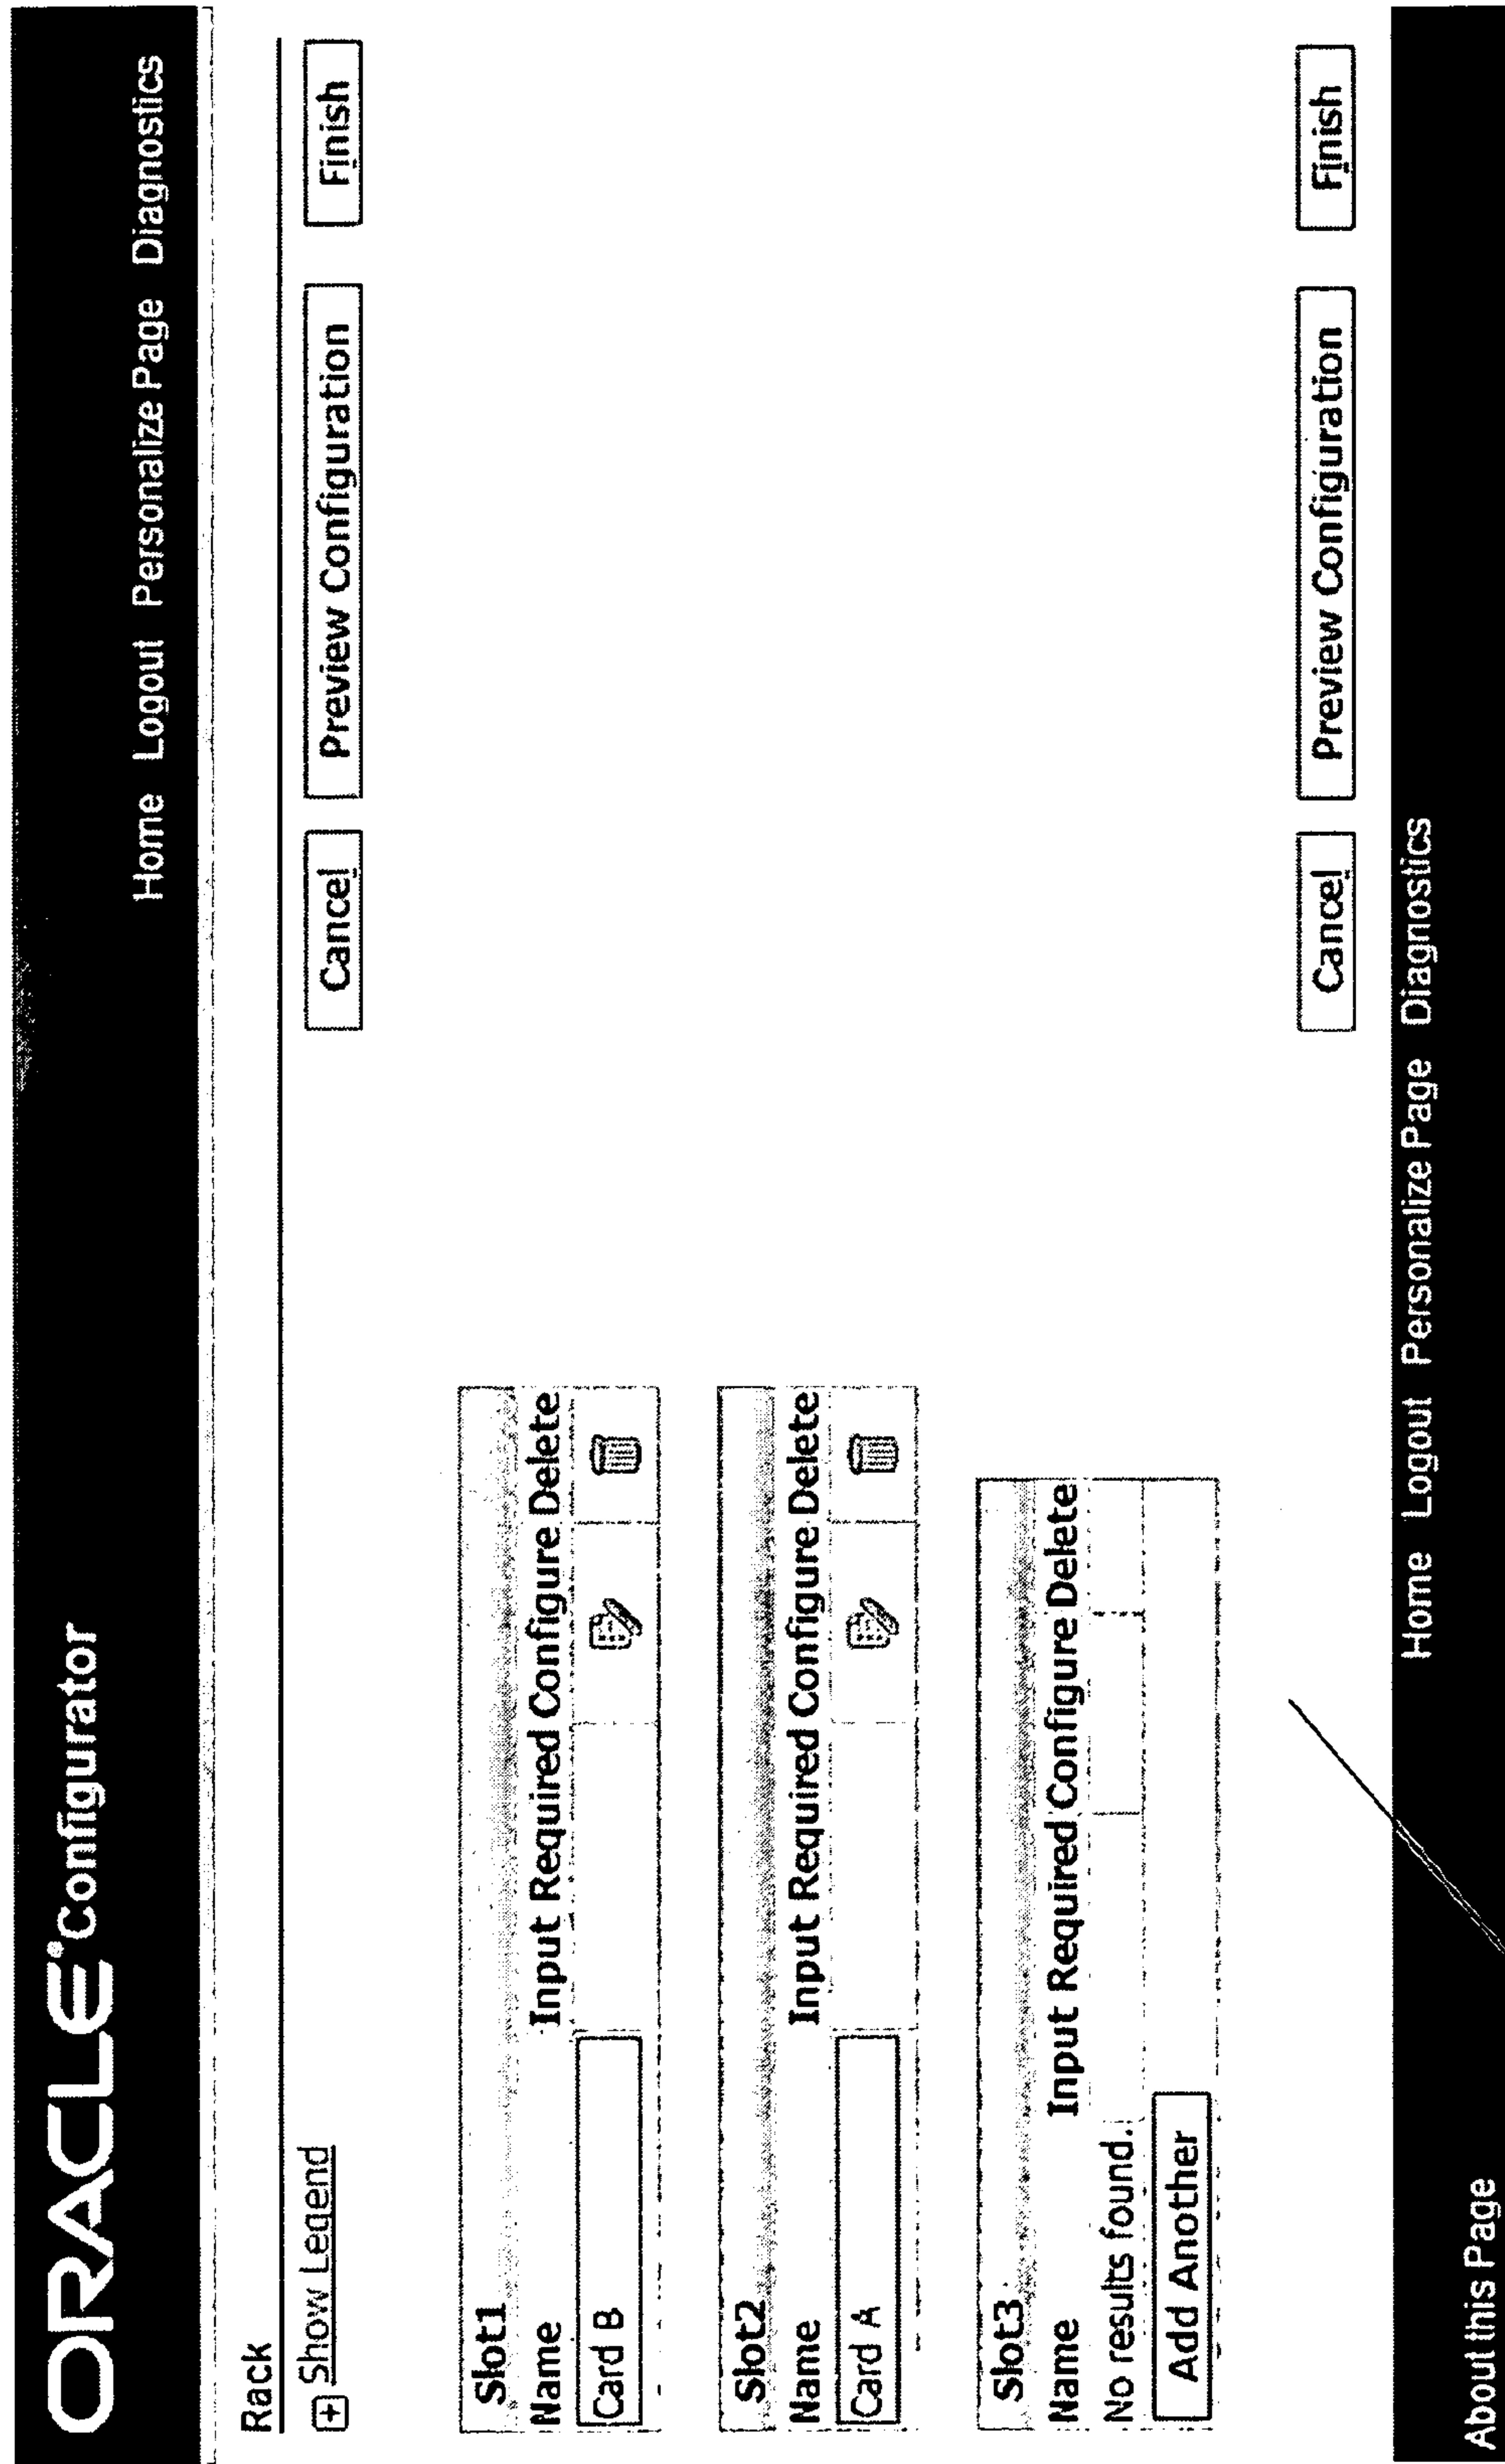 ORACLE® Configurator
Home Logout Personalize Page Diagnostics
Rack
Show Legend
Cancel Preview Configuration Finish
Slot1
Name Input Required Configure Delete
Card B
Slot2
Name Input Required Configure Delete
Card A
Slot3
Name Input Required Configure Delete
No results found.
Add Another
Cancel Preview Configuration Finish
Home Logout Personalize Page Diagnostics
About this Page